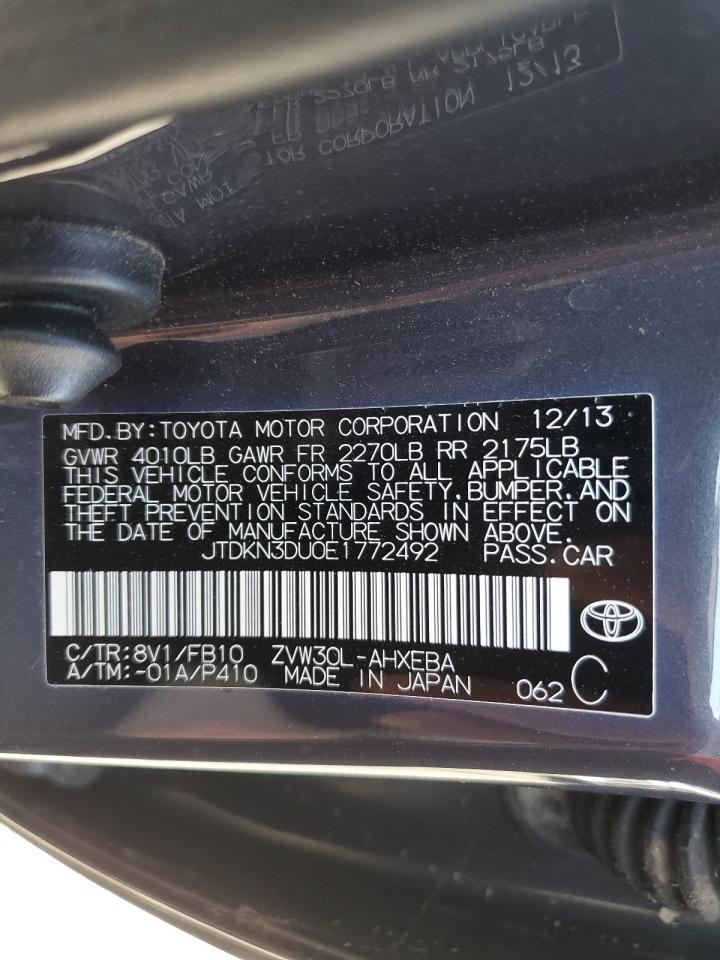 MFD.BY:TOYOTA MOTOR CORPORATION 12/13
GVWR 4010LB GAWR FR 2270LB RR 2175LB
THIS VEHICLE CONFORMS TO ALL APPLICABLE
FEDERAL MOTOR VEHICLE SAFETY,BUMPER,AND
THEFT PREVENTION STANDARDS IN EFFECT ON
THE DATE OF MANUFACTURE SHOWN ABOVE.
JTDKN3DU0E1772492 PASS.CAR
C/TR:8V1/FB10 ZVW30L-AHXEBA
A/TM:-01A/P410 MADE IN JAPAN 062 C